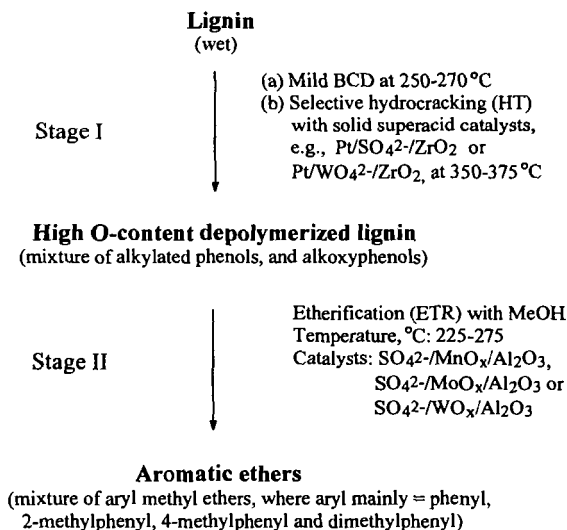 Lignin
(wet)
(a) Mild BCD at 250-270°C
(b) Selective hydrocracking (HT)
with solid superacid catalysts,
e.g., Pt/SO₄²⁻/ZrO₂ or
Pt/WO₄²⁻/ZrO₂, at 350-375°C
Stage I
High O-content depolymerized lignin
(mixture of alkylated phenols, and alkoxyphenols)
Etherification (ETR) with MeOH
Temperature, °C: 225-275
Catalysts: SO₄²⁻/MnOₓ/Al₂O₃,
SO₄²⁻/MoOₓ/Al₂O₃ or
SO₄²⁻/WOₓ/Al₂O₃
Stage II
Aromatic ethers
(mixture of aryl methyl ethers, where aryl mainly = phenyl,
2-methylphenyl, 4-methylphenyl and dimethylphenyl)